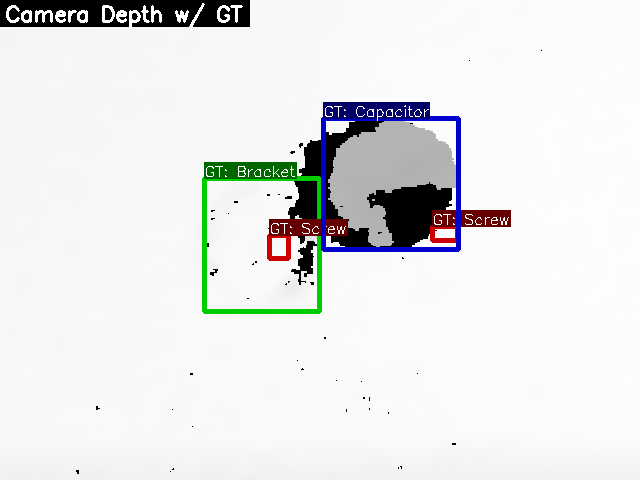 Camera Depth w/ GT
GT: Capacitor
GT: Bracket
GT: Screw
GT: Screw